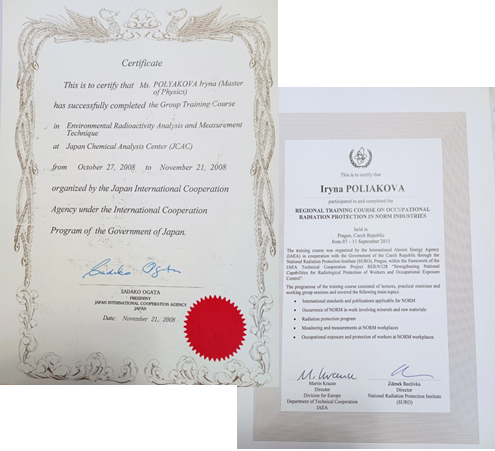 Certificate
This is to certify that Ms. POLYAKOVA Iryna (Master
of Physics)
has successfully completed the Group Training Course
in Environmental Radioactivity Analysis and Measurement
Technique
at Japan Chemical Analysis Center (JCAC)
from October 27, 2008 to November 21, 2008
organized by the Japan International Cooperation
Agency under the International Cooperation
Program of the Government of Japan.
Sadako Ogata
SADAKO OGATA
PRESIDENT
JAPAN INTERNATIONAL COOPERATION AGENCY
JAPAN
Date: November 21, 2008
This is to certify that
Iryna POLIAKOVA
participated in and completed the
REGIONAL TRAINING COURSE ON OCCUPATIONAL
RADIATION PROTECTION IN NORM INDUSTRIES
held in
Prague, Czech Republic
from 07 - 11 September 2015
The training course was organized by the International Atomic Energy Agency
(IAEA) in cooperation with the Government of the Czech Republic through the
National Radiation Protection Institute (SURO), Prague, within the framework of the
IAEA Technical Cooperation Project "Strengthening National
Capabilities for Radiological Protection of Workers and Occupational Exposure
Control".
The programme of the training course consisted of lectures, practical exercises and
working group sessions and covered the following main topics:
• International standards and publications applicable for NORM
• Occurrence of NORM in work involving minerals and raw materials
• Radiation protection program
• Monitoring and measurements at NORM workplaces
• Occupational exposure and protection of workers at NORM workplaces
M. Krause
Martin Krause
Director
Division for Europe
Department of Technical Cooperation
IAEA
Zdenek Rozlivka
Director
National Radiation Protection Institute
(SURO)